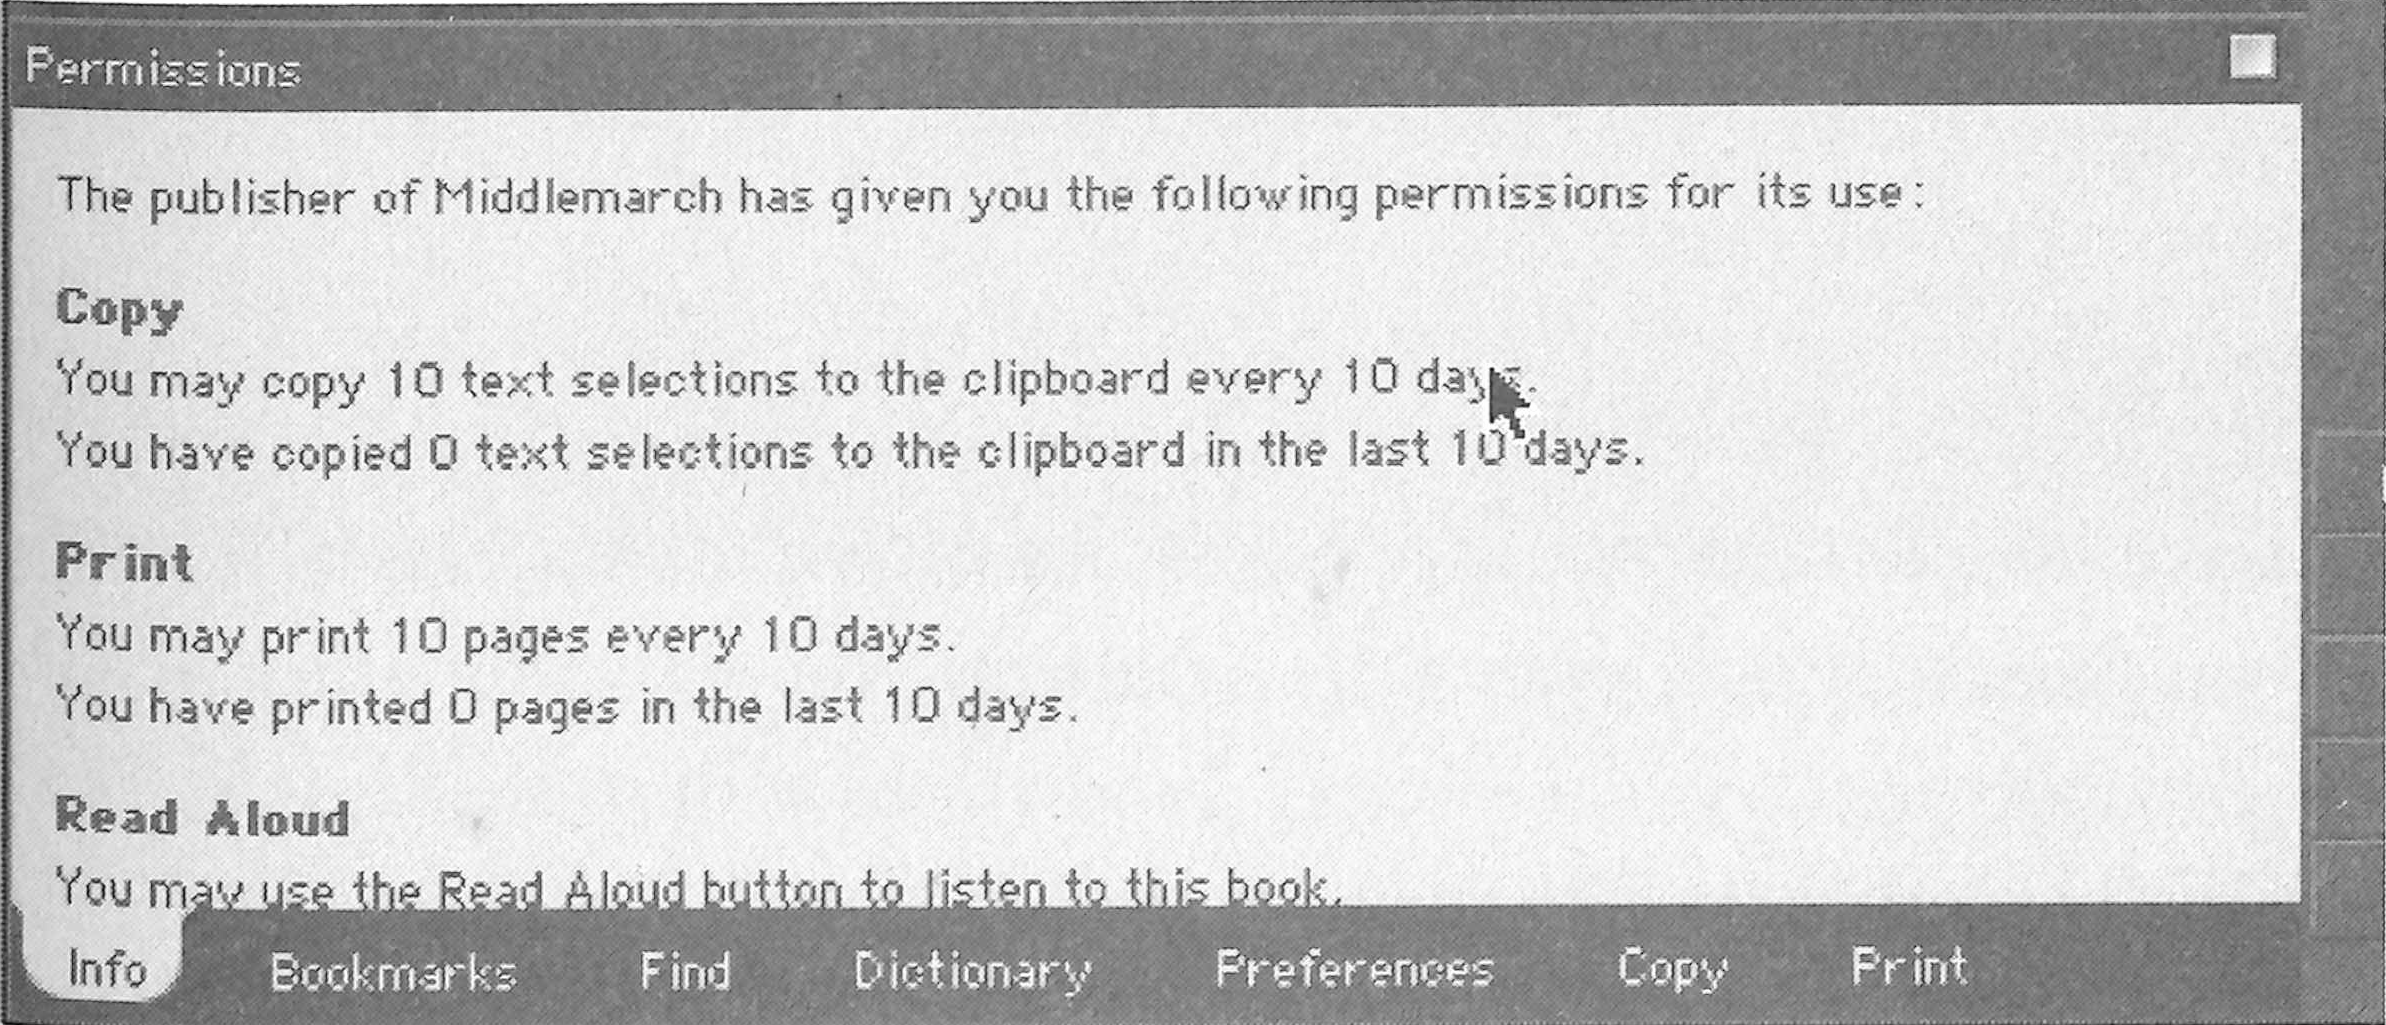 Permissions
The publisher of Middlemarch has given you the following permissions for its use:
Copy
You may copy 10 text selections to the clipboard every 10 days.
You have copied 0 text selections to the clipboard in the last 10 days.
Print
You may print 10 pages every 10 days.
You have printed 0 pages in the last 10 days.
Read Aloud
You may use the Read Aloud button to listen to this book.
Info Bookmarks Find Dictionary Preferences Copy Print